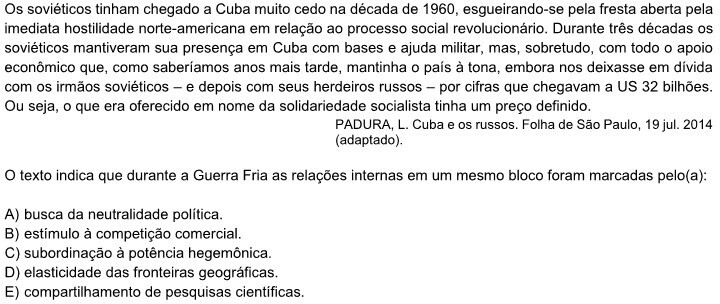 Os soviéticos tinham chegado a Cuba muito cedo na década de 1960, esgueirando-se pela fresta aberta pela
imediata hostilidade norte-americana em relação ao processo social revolucionário. Durante três décadas os
soviéticos mantiveram sua presença em Cuba com bases e ajuda militar, mas, sobretudo, com todo o apoio
econômico que, como saberíamos anos mais tarde, mantinha o país à tona, embora nos deixasse em dívida
com os irmãos soviéticos – e depois com seus herdeiros russos – por cifras que chegavam a US 32 bilhões.
Ou seja, o que era oferecido em nome da solidariedade socialista tinha um preço definido.
PADURA, L. Cuba e os russos. Folha de São Paulo, 19 jul. 2014
(adaptado).
O texto indica que durante a Guerra Fria as relações internas em um mesmo bloco foram marcadas pelo(a):
A) busca da neutralidade política.
B) estímulo à competição comercial.
C) subordinação à potência hegemônica.
D) elasticidade das fronteiras geográficas.
E) compartilhamento de pesquisas científicas.